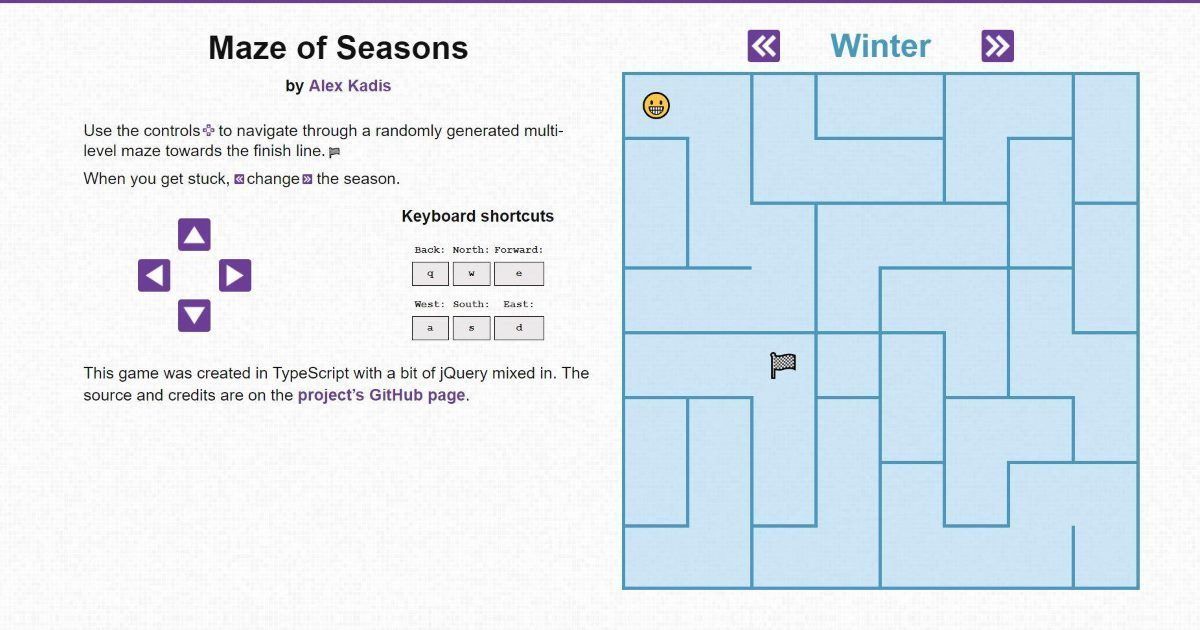 Maze of Seasons
by Alex Kadis
Use the controls to navigate through a randomly generated multi-
level maze towards the finish line.
When you get stuck, change the season.
Keyboard shortcuts
Back: North: Forward:
q w e
West: South: East:
a s d
This game was created in TypeScript with a bit of jQuery mixed in. The
source and credits are on the project’s GitHub page.
Winter